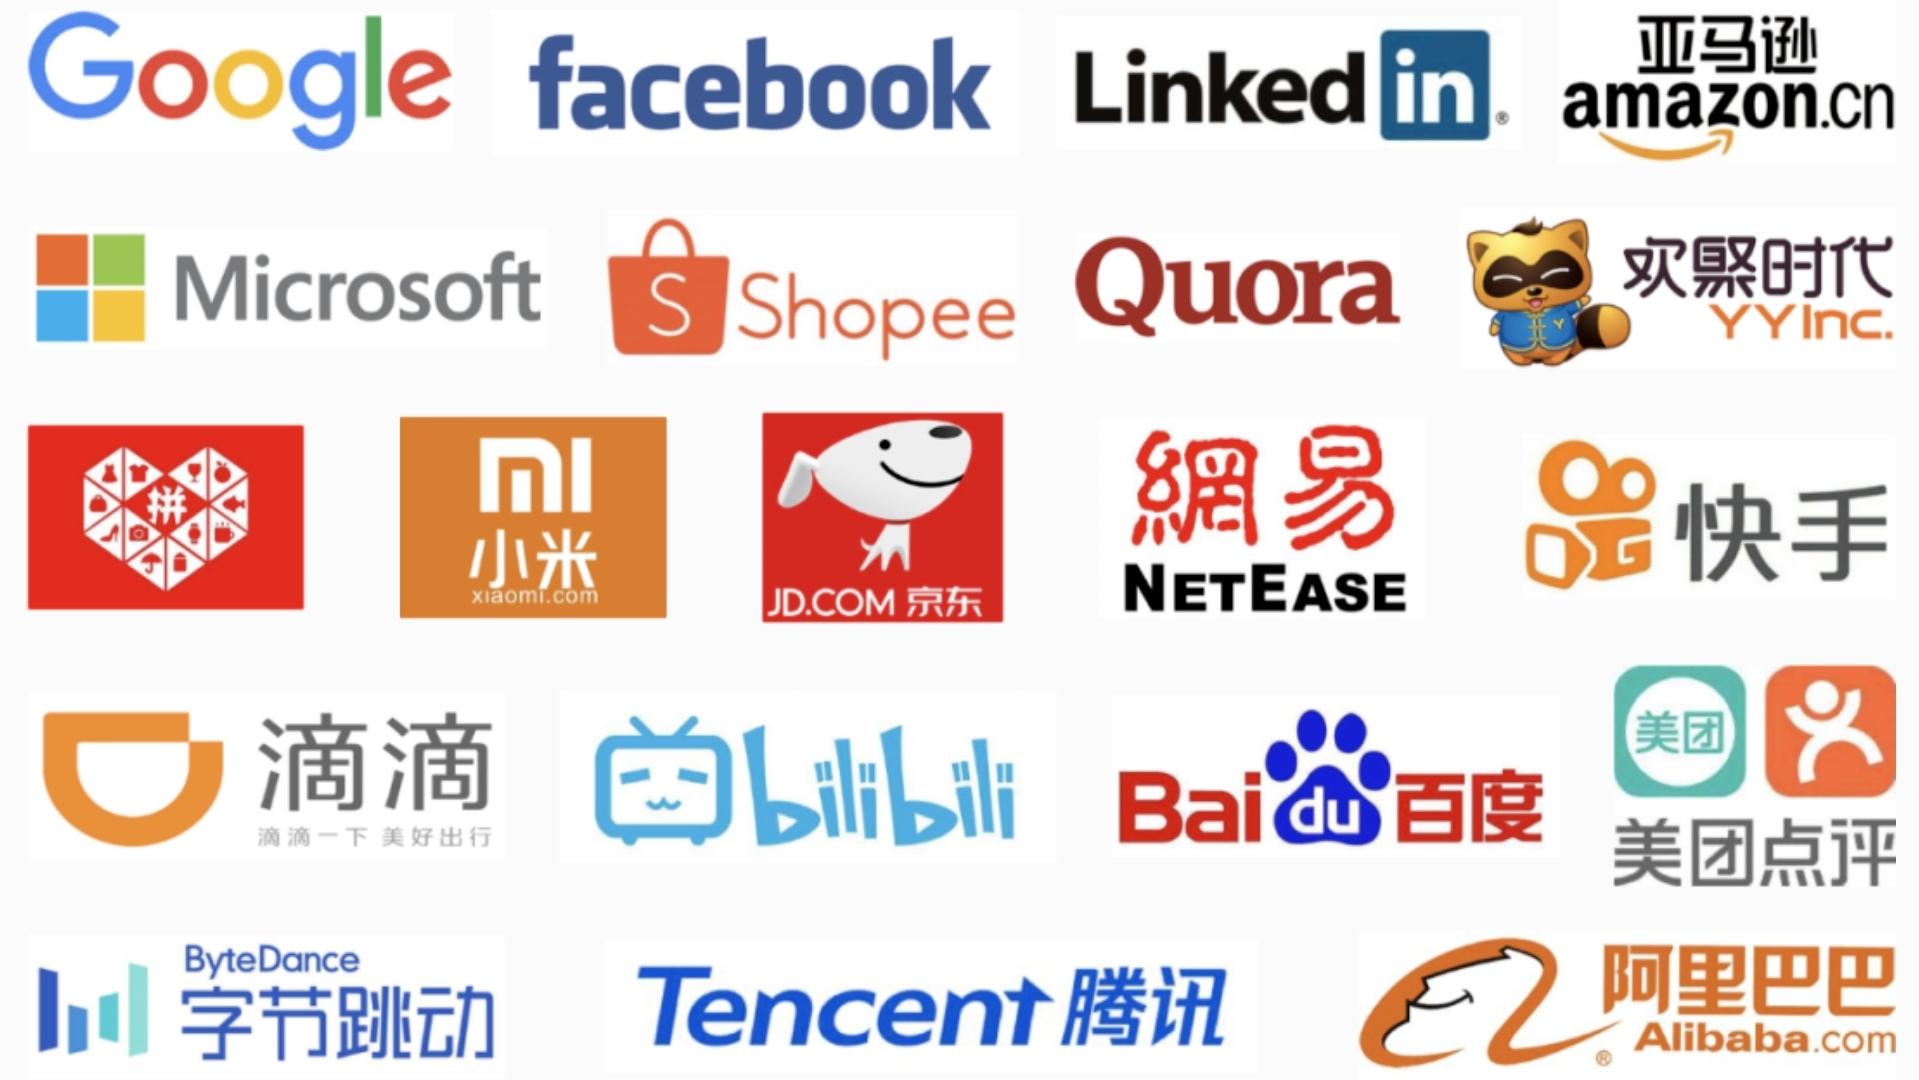 Google
facebook
Linked in ®
亚马逊
amazon.cn
Microsoft
S Shopee
Quora
欢聚时代
YY Inc.
Y
拼
mi
小米
xiaomi.com
JD.COM 京东
網易
NETEASE
快手
滴滴
滴滴一下 美好出行
bilibili
Bai du 百度
美团
美团点评
ByteDance
字节跳动
Tencent 腾讯
阿里巴巴
® Alibaba.com